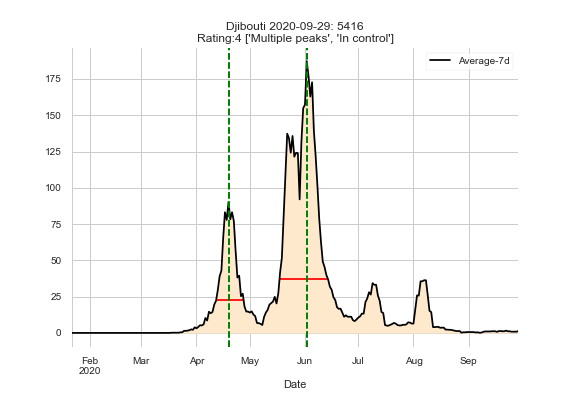 Djibouti 2020-09-29: 5416
Rating:4 ['Multiple peaks', 'In control']
Average-7d
175
150
125
100
75
50
25
0
Feb
2020
Mar
Apr
May
Jun
Jul
Aug
Sep
Date